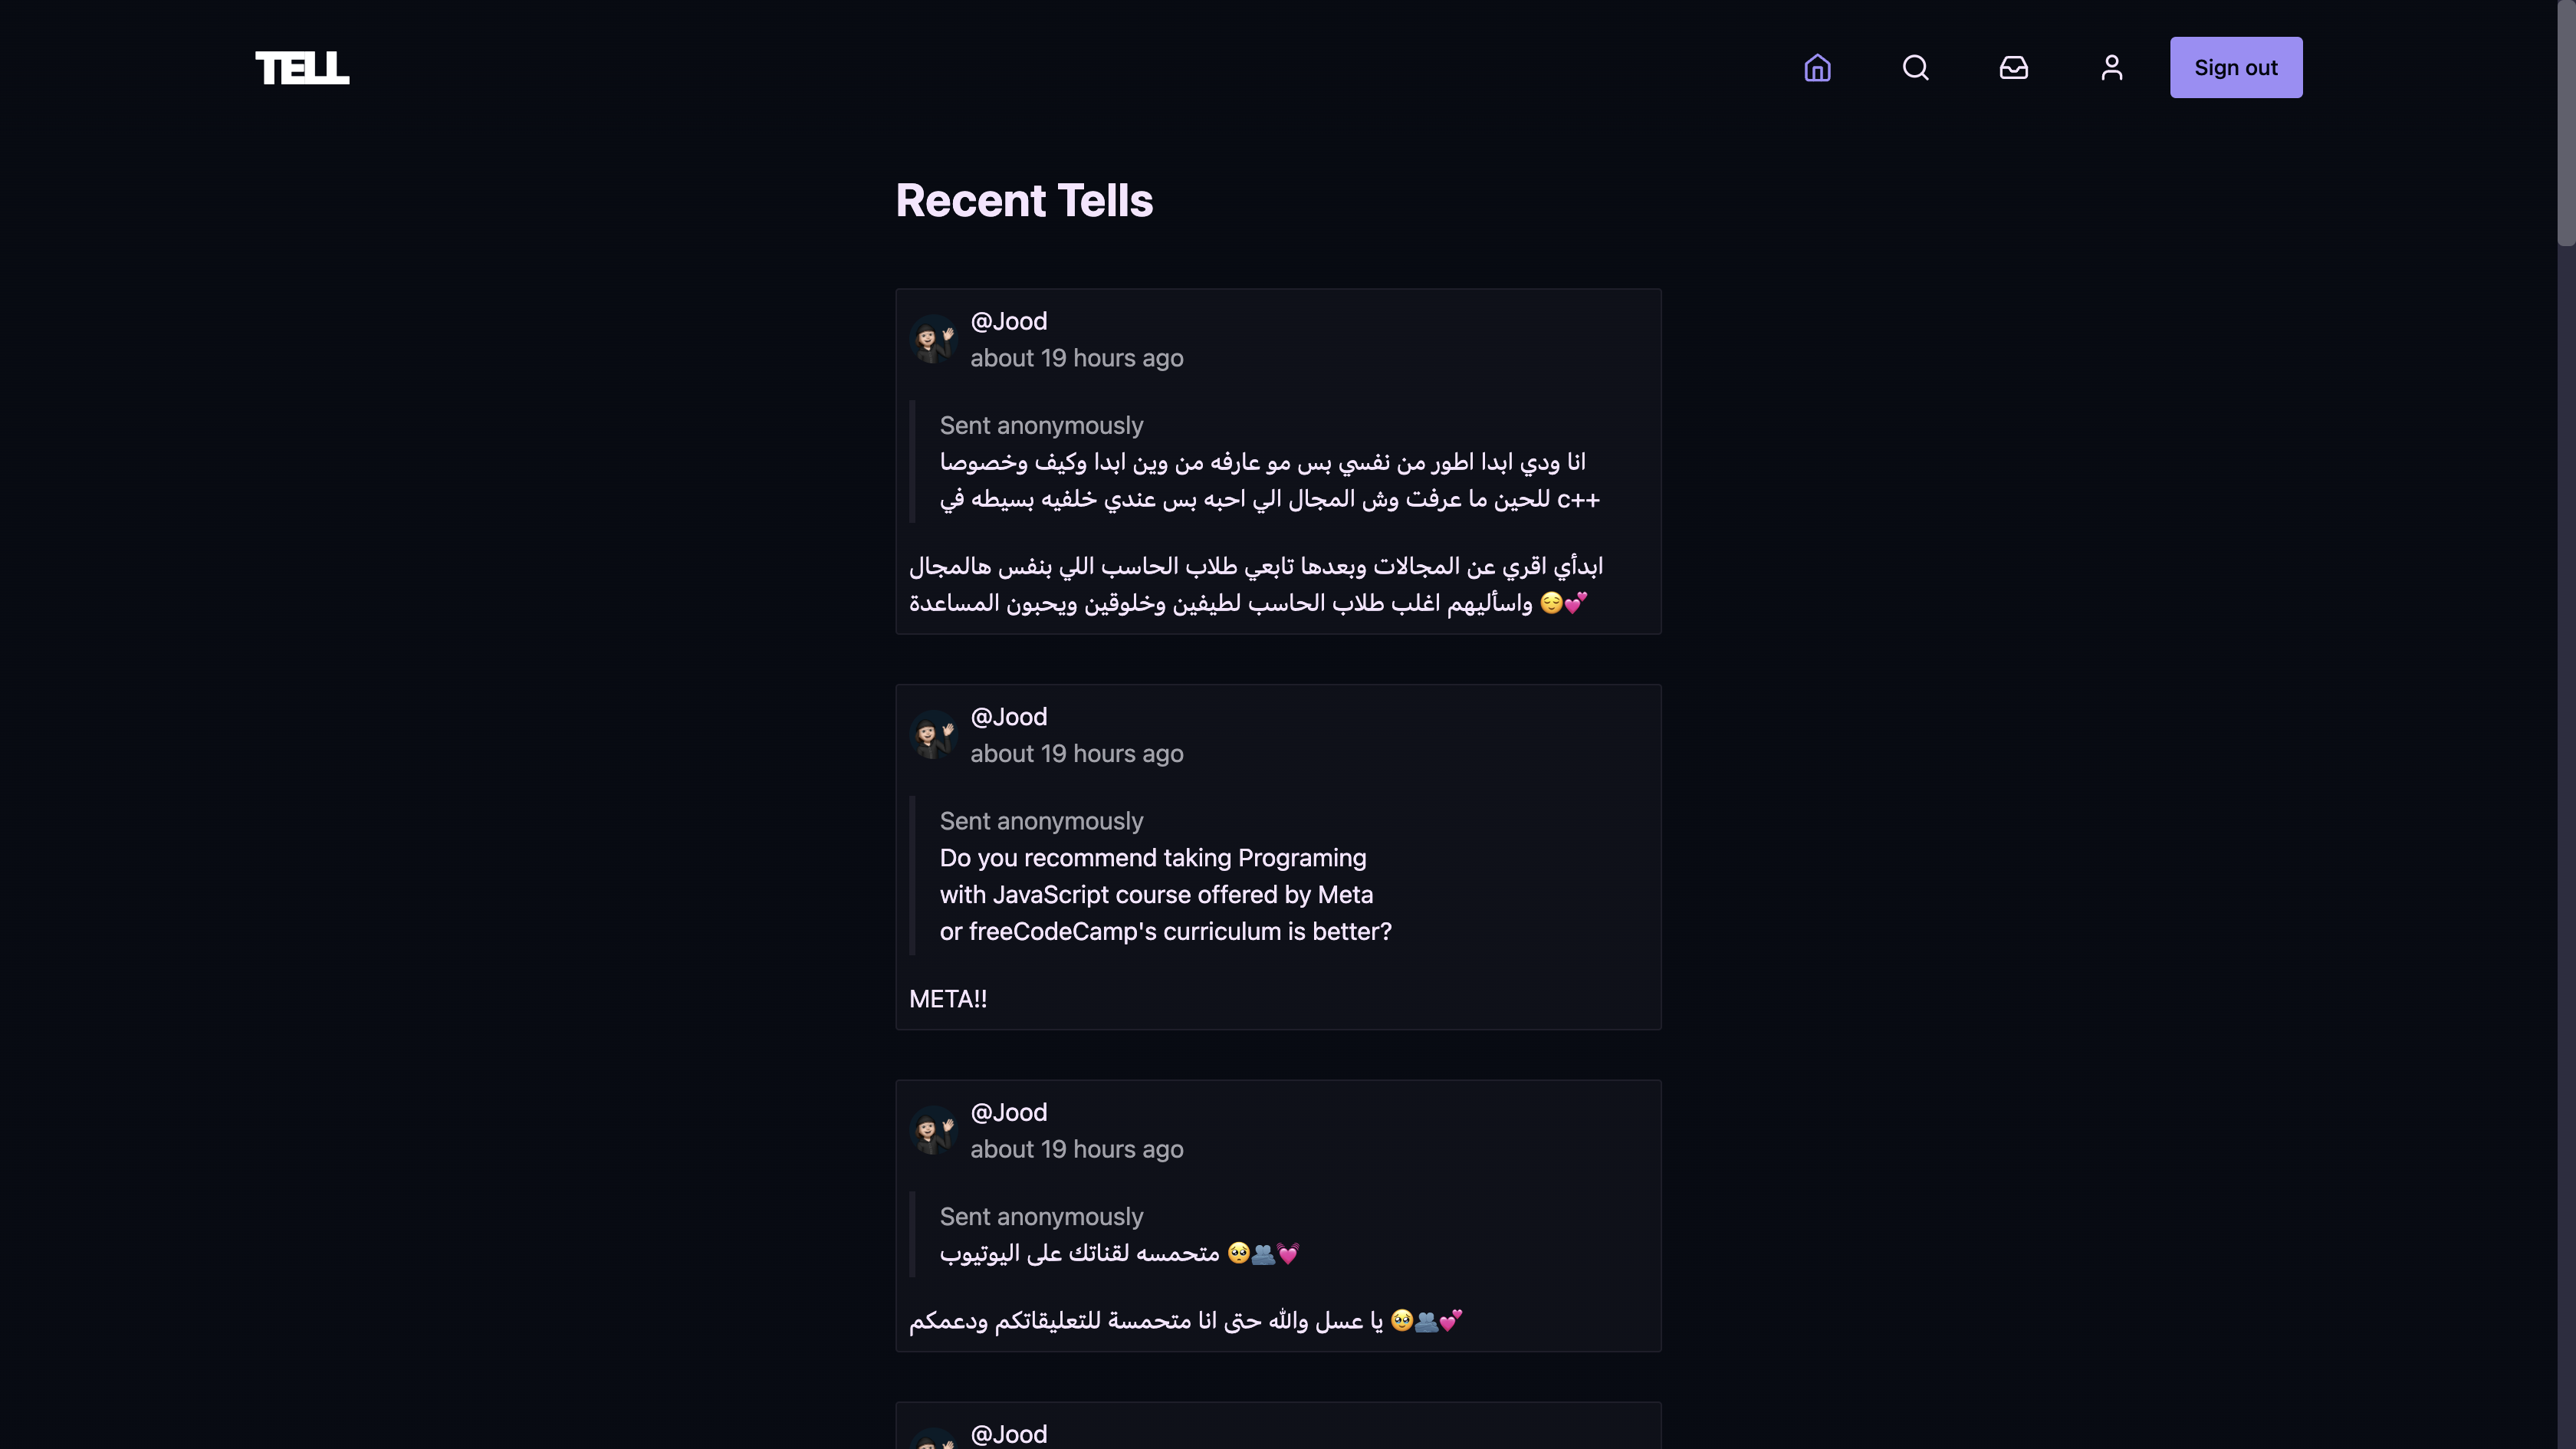 TELL
Sign out
Recent Tells
@Jood
about 19 hours ago
Sent anonymously
انا ودي ابدا اطور من نفسي بس مو عارفه من وين ابدا وكيف وخصوصا
للحين ما عرفت وش المجال الي احبه بس عندي خلفيه بسيطه في c++
ابدأي اقري عن المجالات وبعدها تابعي طلاب الحاسب اللي بنفس هالمجال
واسأليهم اغلب طلاب الحاسب لطيفين وخلوقين ويحبون المساعدة 😌💕
@Jood
about 19 hours ago
Sent anonymously
Do you recommend taking Programing
with JavaScript course offered by Meta
or freeCodeCamp's curriculum is better?
META!!
@Jood
about 19 hours ago
Sent anonymously
متحمسه لقناتك على اليوتيوب 🥺🫂💓
يا عسل والله حتى انا متحمسة للتعليقاتكم ودعمكم 🥹🫂💕
@Jood